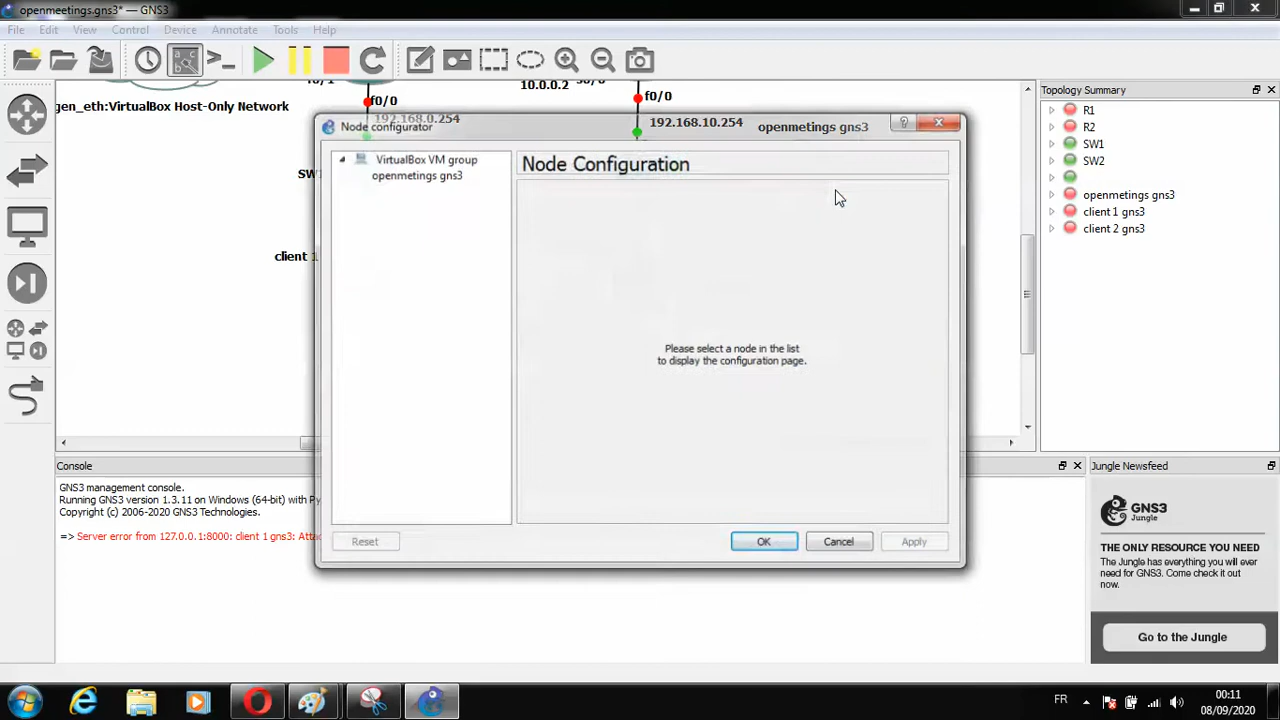 openmeetings.gns3* — GNS3
File Edit View Control Device Annotate Tools Help
10.0.0.2
gen_eth:VirtualBox Host-Only Network
f0/0
192.168.0.254
f0/0
192.168.10.254
openmetings gns3
client 1
Node configurator
VirtualBox VM group
openmetings gns3
Node Configuration
Please select a node in the list
to display the configuration page.
Reset
OK
Cancel
Apply
Topology Summary
R1
R2
SW1
SW2
openmetings gns3
client 1 gns3
client 2 gns3
Console
GNS3 management console.
Running GNS3 version 1.3.11 on Windows (64-bit) with
Copyright (c) 2006-2020 GNS3 Technologies.
=> Server error from 127.0.0.1:8000: client 1 gns3:
Jungle Newsfeed
GNS3
Jungle
THE ONLY RESOURCE YOU NEED
The Jungle has everything you will ever
need for GNS3. Come check it out
now.
Go to the Jungle
FR
00:11
08/09/2020